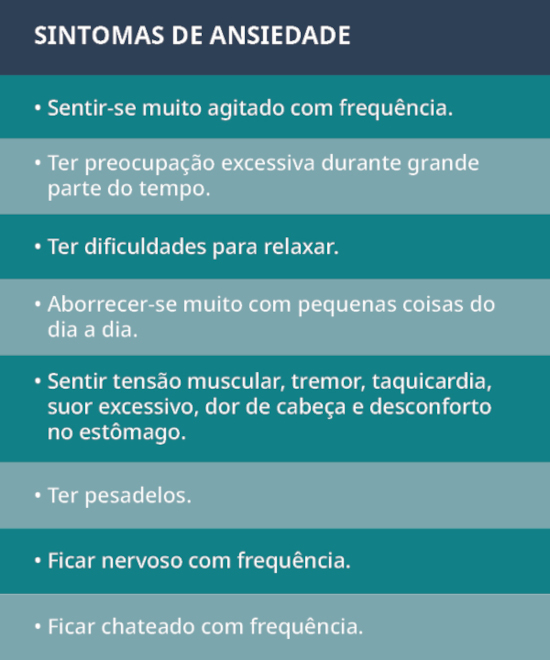 SINTOMAS DE ANSIEDADE
• Sentir-se muito agitado com frequência.
• Ter preocupação excessiva durante grande
parte do tempo.
• Ter dificuldades para relaxar.
• Aborrecer-se muito com pequenas coisas do
dia a dia.
• Sentir tensão muscular, tremor, taquicardia,
suor excessivo, dor de cabeça e desconforto
no estômago.
• Ter pesadelos.
• Ficar nervoso com frequência.
• Ficar chateado com frequência.